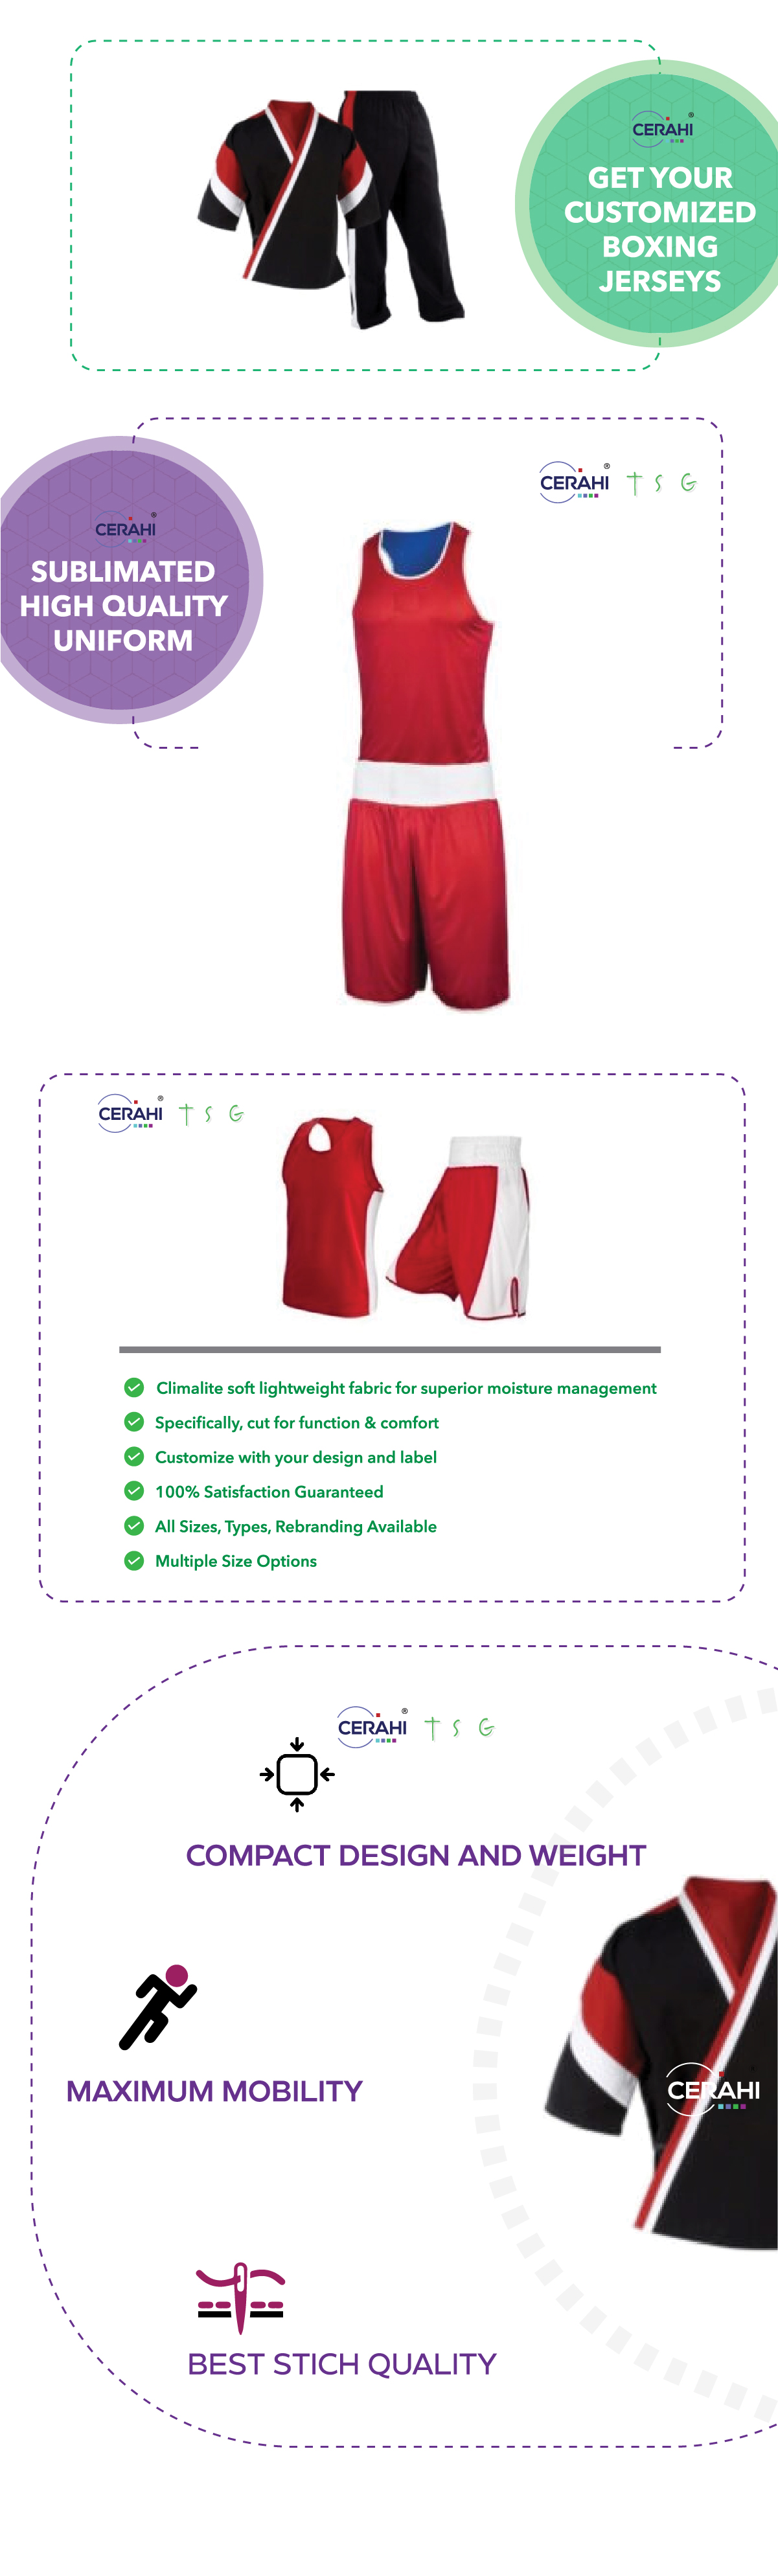 CERAHI ®
GET YOUR
CUSTOMIZED
BOXING
JERSEYS
CERAHI ® T S G
CERAHI ®
SUBLIMATED
HIGH QUALITY
UNIFORM
CERAHI ® T S G
Climalite soft lightweight fabric for superior moisture management
Specifically, cut for function & comfort
Customize with your design and label
100% Satisfaction Guaranteed
All Sizes, Types, Rebranding Available
Multiple Size Options
CERAHI ® T S G
COMPACT DESIGN AND WEIGHT
MAXIMUM MOBILITY
CERAHI
BEST STICH QUALITY